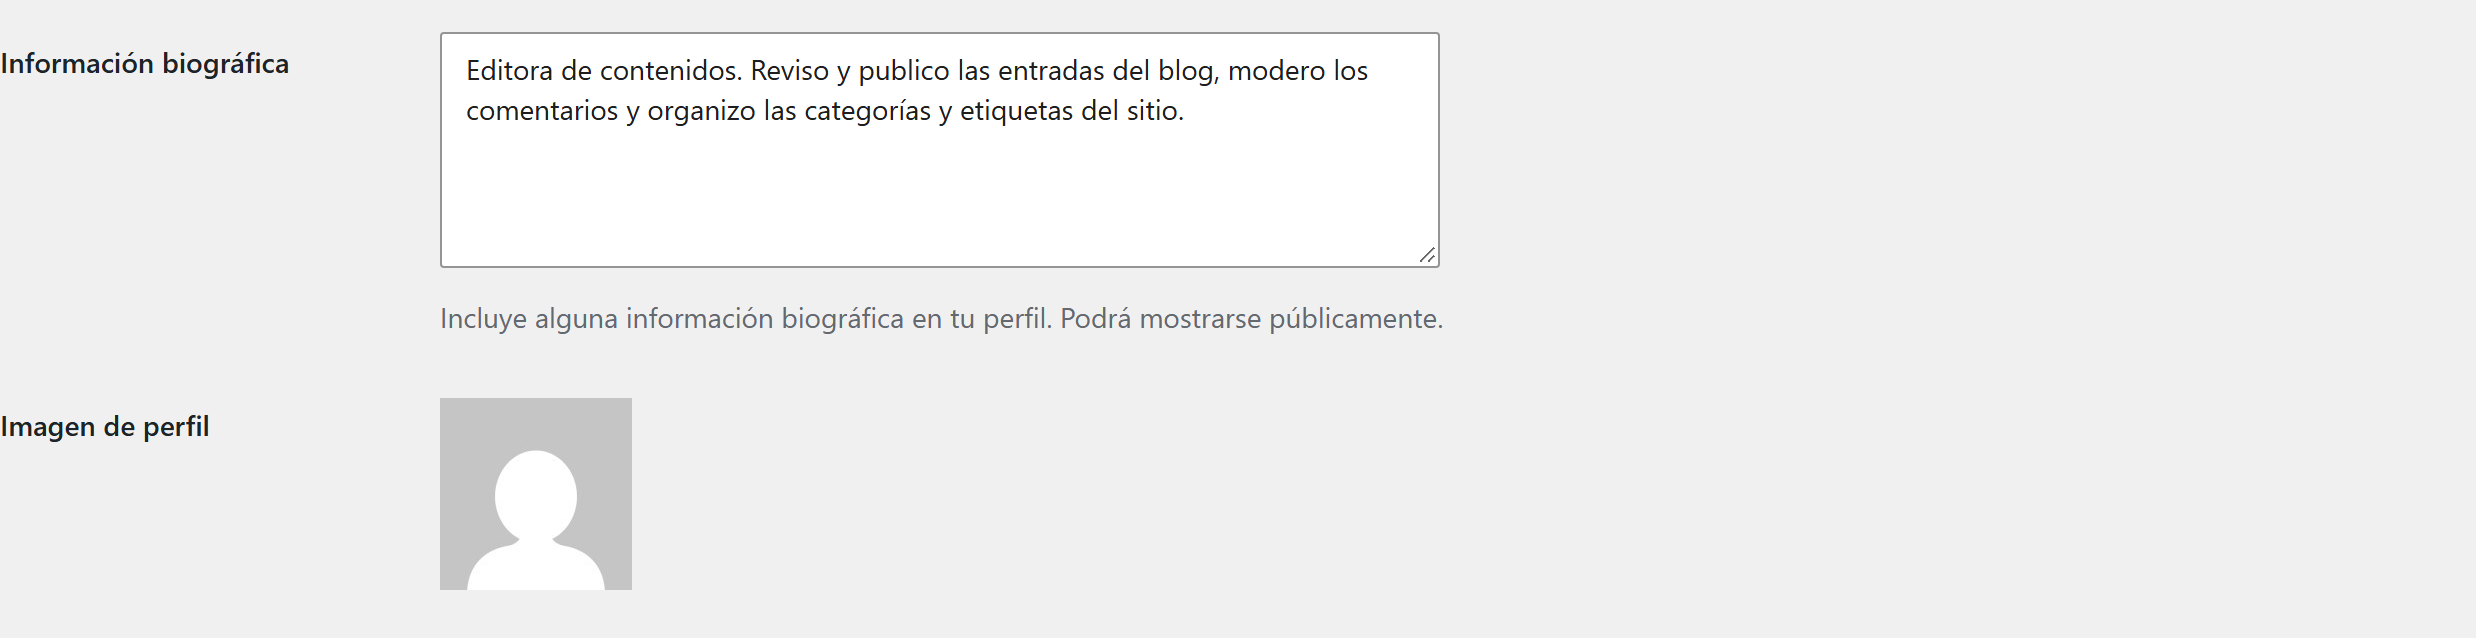 Información biográfica
Editora de contenidos. Reviso y publico las entradas del blog, modero los
comentarios y organizo las categorías y etiquetas del sitio.
Incluye alguna información biográfica en tu perfil. Podrá mostrarse públicamente.
Imagen de perfil